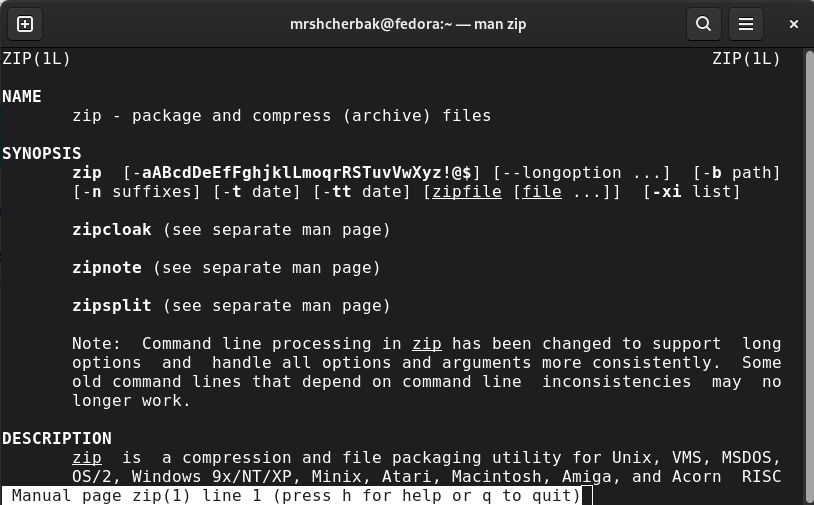 mrshcherbak@fedora:~ — man zip
ZIP(1L) ZIP(1L)
NAME
zip - package and compress (archive) files
SYNOPSIS
zip [-aABcdDeEfFghjklLmoqrRSTuvVwXyz!@$] [--longoption ...] [-b path]
[-n suffixes] [-t date] [-tt date] [zipfile [file ...]] [-xi list]
zipcloak (see separate man page)
zipnote (see separate man page)
zipsplit (see separate man page)
Note: Command line processing in zip has been changed to support long
options and handle all options and arguments more consistently. Some
old command lines that depend on command line inconsistencies may no
longer work.
DESCRIPTION
zip is a compression and file packaging utility for Unix, VMS, MSDOS,
OS/2, Windows 9x/NT/XP, Minix, Atari, Macintosh, Amiga, and Acorn RISC
Manual page zip(1) line 1 (press h for help or q to quit)